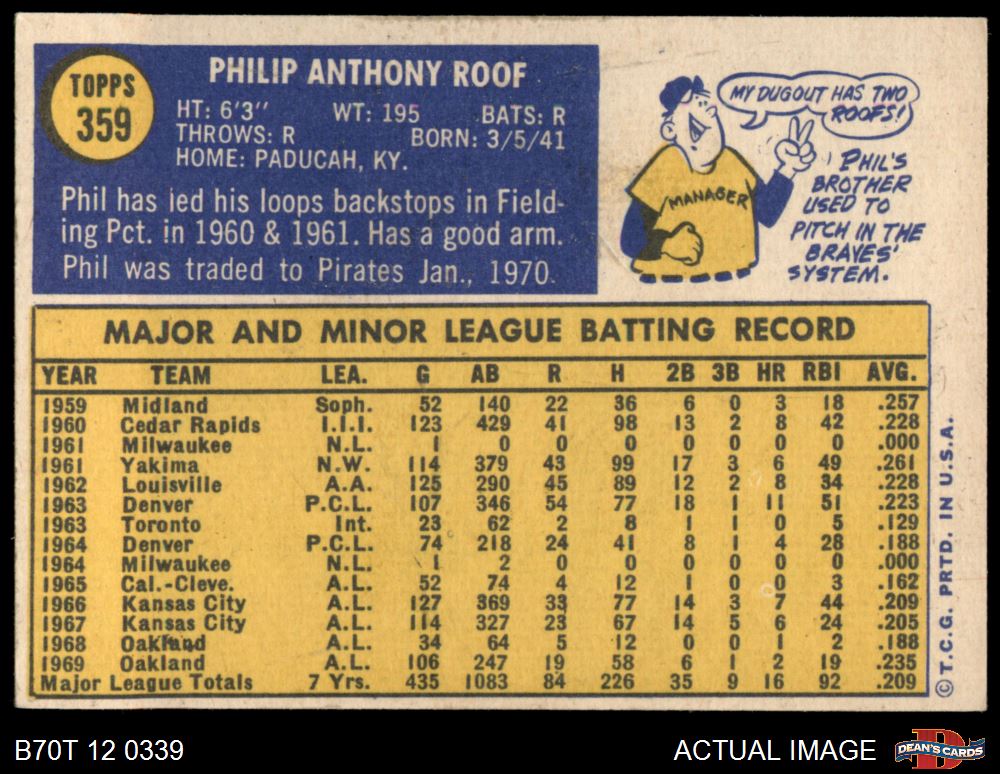 TOPPS
359
PHILIP ANTHONY ROOF
HT: 6'3" WT: 195 BATS: R
THROWS: R BORN: 3/5/41
HOME: PADUCAH, KY.
Phil has led his loops backstops in Field-
ing Pct. in 1960 & 1961. Has a good arm.
Phil was traded to Pirates Jan., 1970.
MY DUGOUT HAS TWO
ROOFS!
MANAGER
PHIL'S
BROTHER
USED TO
PITCH IN THE
BRAVES'
SYSTEM.
MAJOR AND MINOR LEAGUE BATTING RECORD
YEAR TEAM LEA. G AB R H 2B 3B HR RBI AVG.
1959 Midland Soph. 52 140 22 36 6 0 3 18 .257
1960 Cedar Rapids I.I.I. 123 429 41 98 13 2 8 42 .228
1961 Milwaukee N.L. 1 0 0 0 0 0 0 0 .000
1961 Yakima N.W. 114 379 43 99 17 3 6 49 .261
1962 Louisville A.A. 125 290 45 89 12 2 8 34 .228
1963 Denver P.C.L. 107 346 54 77 18 1 11 51 .223
1963 Toronto Int. 23 62 2 8 1 1 0 5 .129
1964 Denver P.C.L. 74 218 24 41 8 1 4 28 .188
1964 Milwaukee N.L. 1 2 0 0 0 0 0 0 .000
1965 Cal.-Cleve. A.L. 52 74 4 12 1 0 0 3 .162
1966 Kansas City A.L. 127 369 33 77 14 3 7 44 .209
1967 Kansas City A.L. 114 327 23 67 14 5 6 24 .205
1968 Oakland A.L. 34 64 5 12 0 0 1 2 .188
1969 Oakland A.L. 106 247 19 58 6 1 2 19 .235
Major League Totals 7 Yrs. 435 1083 84 226 35 9 16 92 .209
© T.C.G. PRTD. IN U.S.A.
B70T 12 0339
ACTUAL IMAGE
D
DEAN'S CARDS